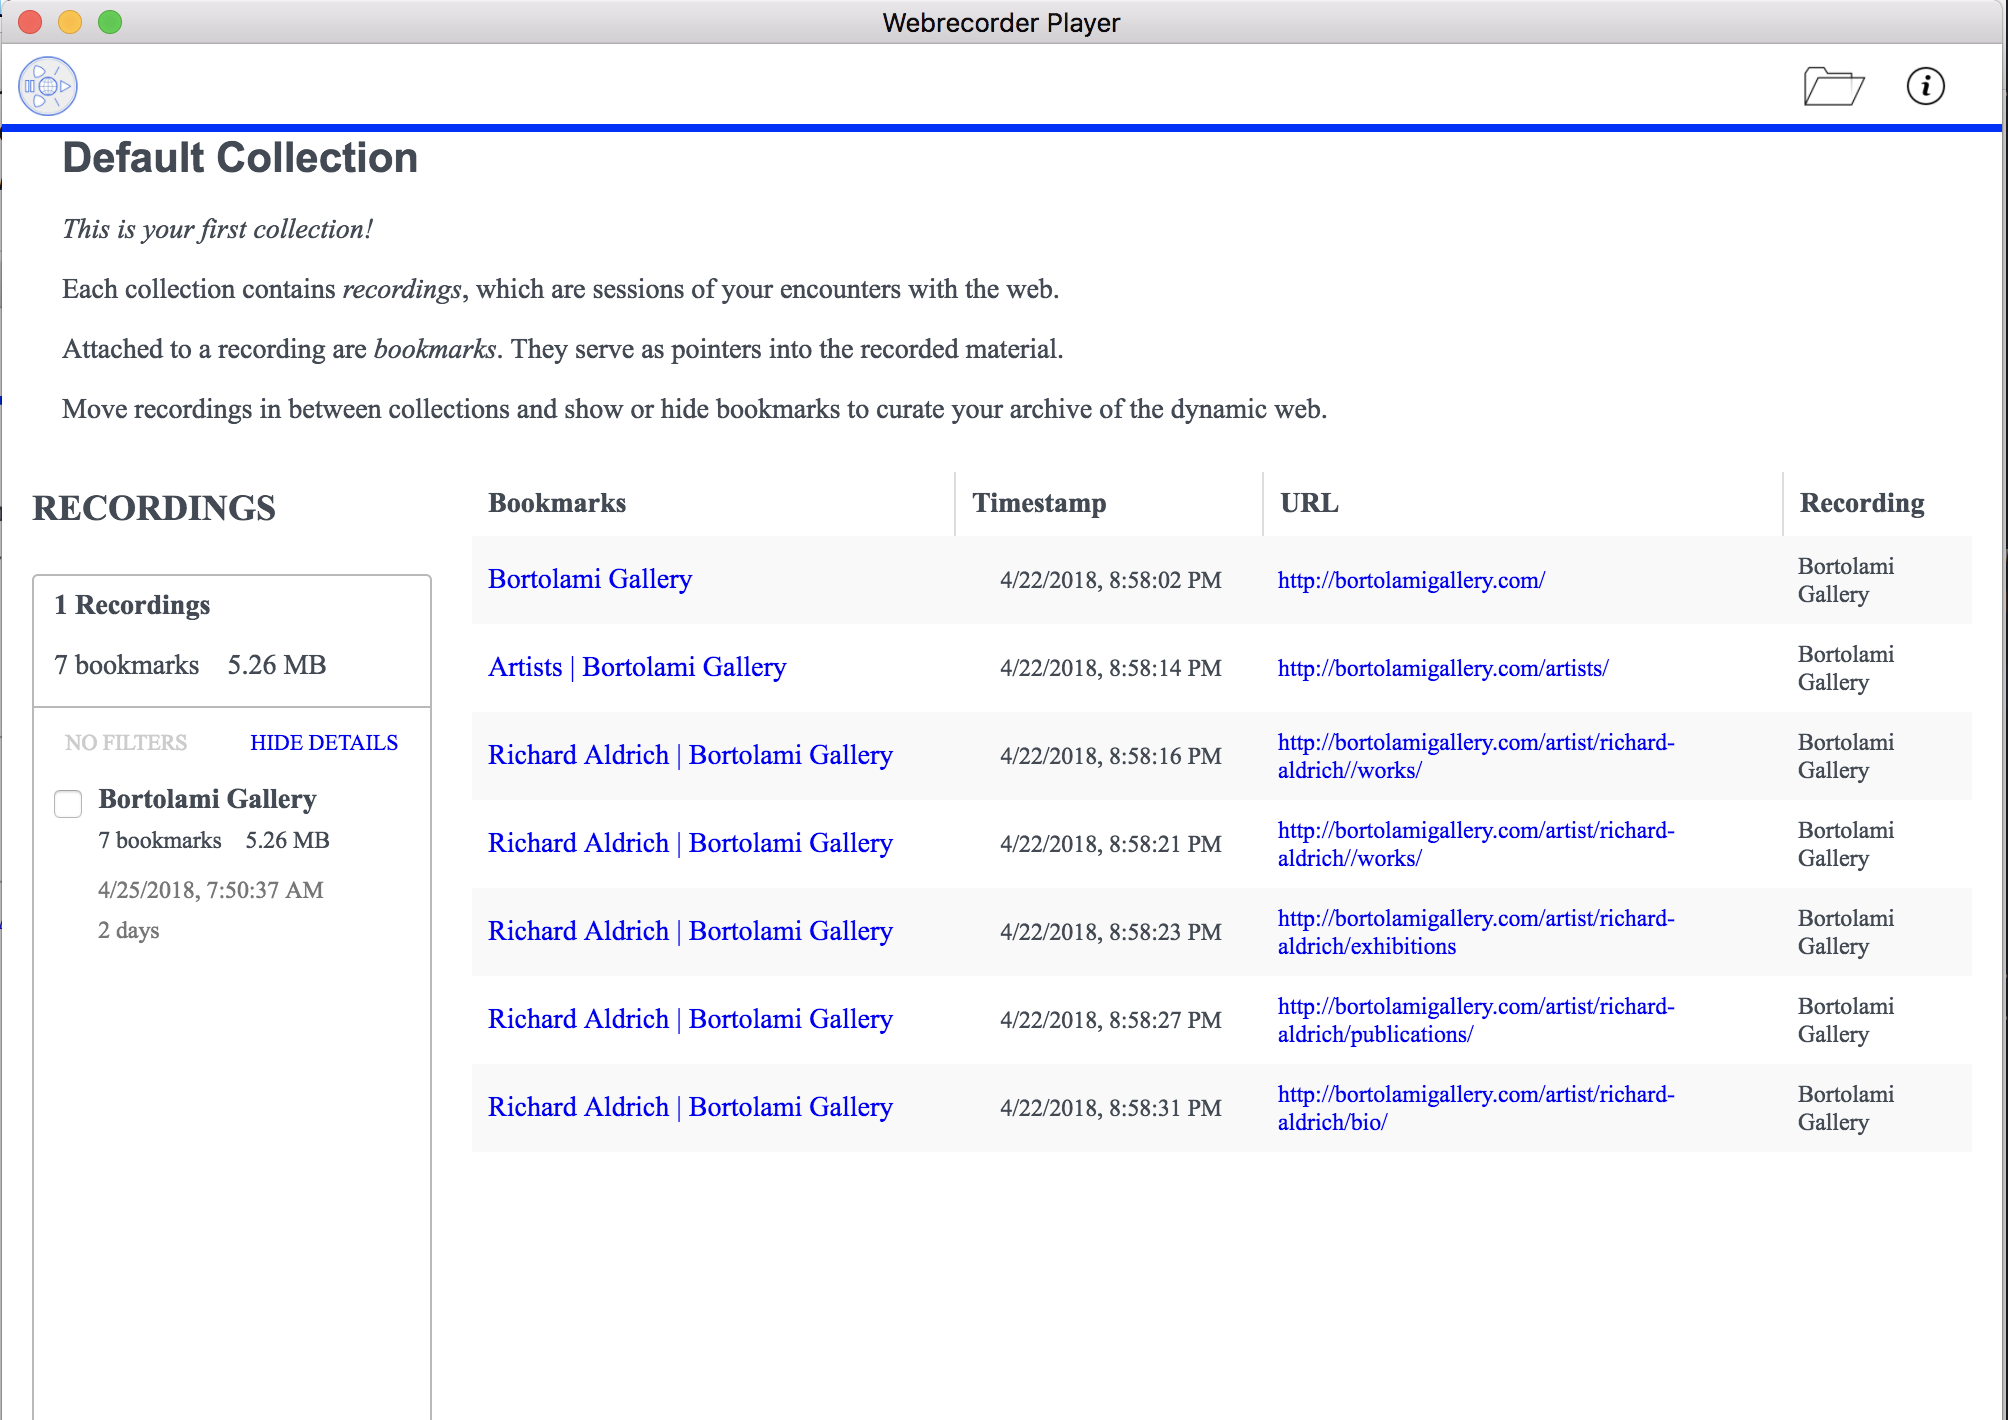 Webrecorder Player
i
Default Collection
This is your first collection!
Each collection contains recordings, which are sessions of your encounters with the web.
Attached to a recording are bookmarks. They serve as pointers into the recorded material.
Move recordings in between collections and show or hide bookmarks to curate your archive of the dynamic web.
RECORDINGS
1 Recordings
7 bookmarks 5.26 MB
NO FILTERS HIDE DETAILS
Bortolami Gallery
7 bookmarks 5.26 MB
4/25/2018, 7:50:37 AM
2 days
Bookmarks Timestamp URL Recording
Bortolami Gallery 4/22/2018, 8:58:02 PM http://bortolamigallery.com/ Bortolami
Gallery
Artists | Bortolami Gallery 4/22/2018, 8:58:14 PM http://bortolamigallery.com/artists/ Bortolami
Gallery
Richard Aldrich | Bortolami Gallery 4/22/2018, 8:58:16 PM http://bortolamigallery.com/artist/richard- Bortolami
aldrich//works/ Gallery
Richard Aldrich | Bortolami Gallery 4/22/2018, 8:58:21 PM http://bortolamigallery.com/artist/richard- Bortolami
aldrich//works/ Gallery
Richard Aldrich | Bortolami Gallery 4/22/2018, 8:58:23 PM http://bortolamigallery.com/artist/richard- Bortolami
aldrich/exhibitions Gallery
Richard Aldrich | Bortolami Gallery 4/22/2018, 8:58:27 PM http://bortolamigallery.com/artist/richard- Bortolami
aldrich/publications/ Gallery
Richard Aldrich | Bortolami Gallery 4/22/2018, 8:58:31 PM http://bortolamigallery.com/artist/richard- Bortolami
aldrich/bio/ Gallery